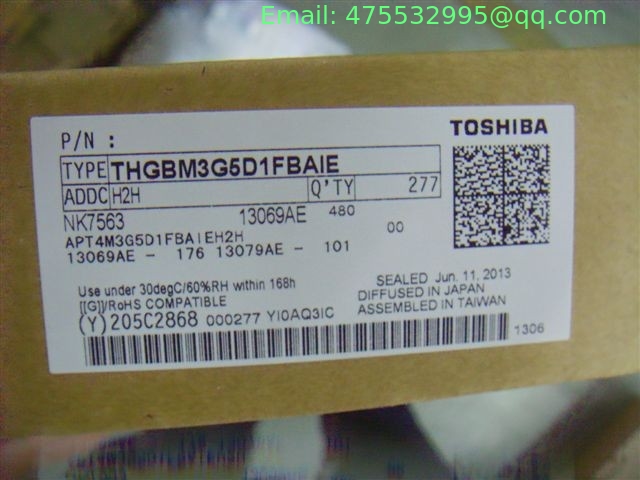 Email: 475532995@qq.com
P/N :
TOSHIBA
TYPE THGBM3G5D1FBAIE
ADDC H2H Q'TY 277
NK7563 13069AE 480 00
APT4M3G5D1FBAIEH2H
13069AE - 176 13079AE - 101
Use under 30degC/60%RH within 168h
[[G]]/RoHS COMPATIBLE
SEALED Jun. 11, 2013
DIFFUSED IN JAPAN
ASSEMBLED IN TAIWAN
(Y) 205C2868 000277 YI0AQ3IC
1306